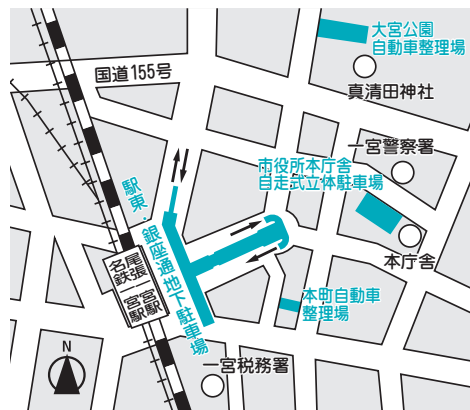 大宮公園
自動車整理場
国道155号
真清田神社
一宮警察署
市役所本庁舎
自走式立体駐車場
駅東・銀座通地下駐車場
本庁舎
名鉄一宮駅
尾張一宮駅
本町自動車
整理場
一宮税務署
N